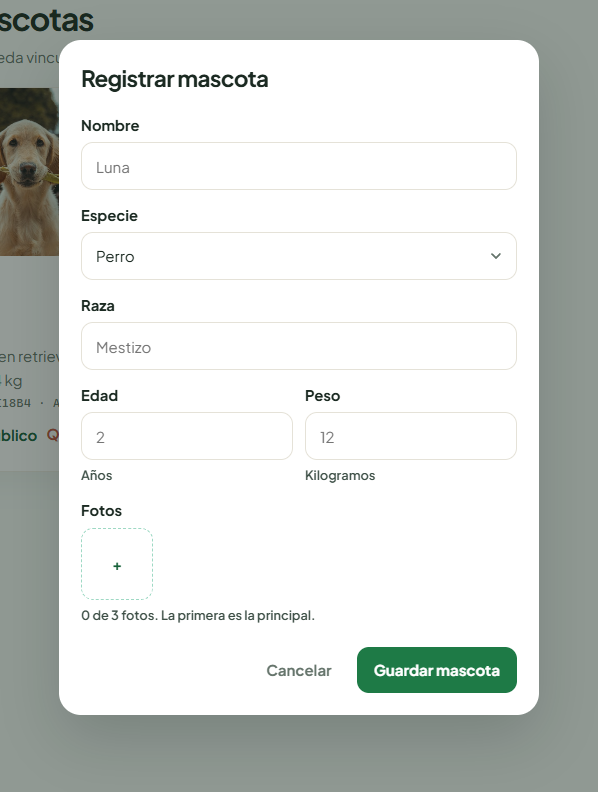 scotas
eda vincu
Registrar mascota
Nombre
Luna
Especie
Perro
Raza
Mestizo
Edad
Peso
2
12
Años
Kilogramos
Fotos
+
0 de 3 fotos. La primera es la principal.
Cancelar
Guardar mascota
en retriev
kg
I18B4 · A
blico